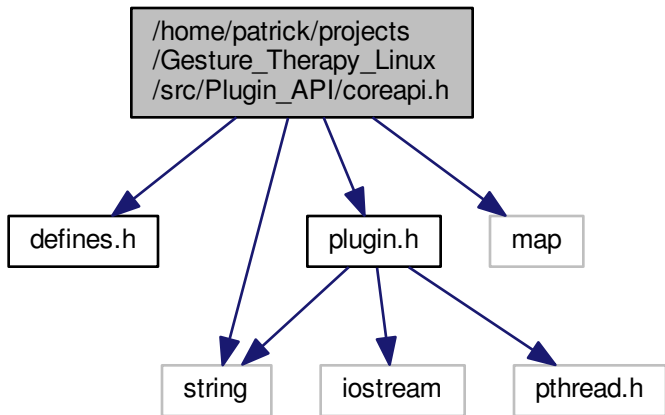 /home/patrick/projects
/Gesture_Therapy_Linux
/src/Plugin_API/coreapi.h
defines.h
plugin.h
map
string
iostream
pthread.h